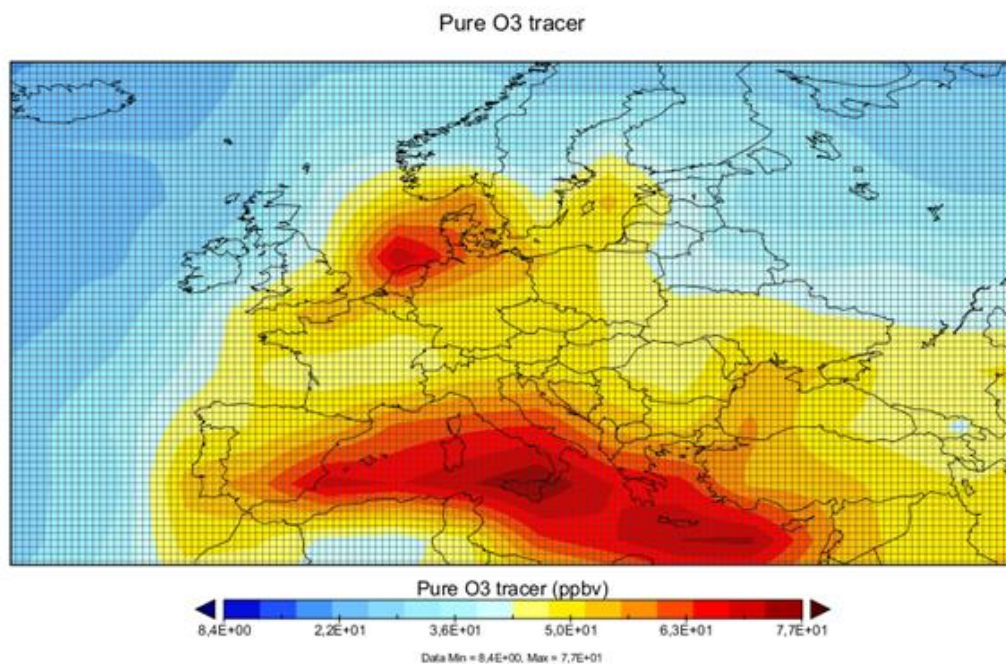 Pure O3 tracer
Pure O3 tracer (ppbv)
8,4E+00 2,2E+01 3,6E+01 5,0E+01 6,3E+01 7,7E+01
Data Min = 8,4E+00, Max = 7,7E+01